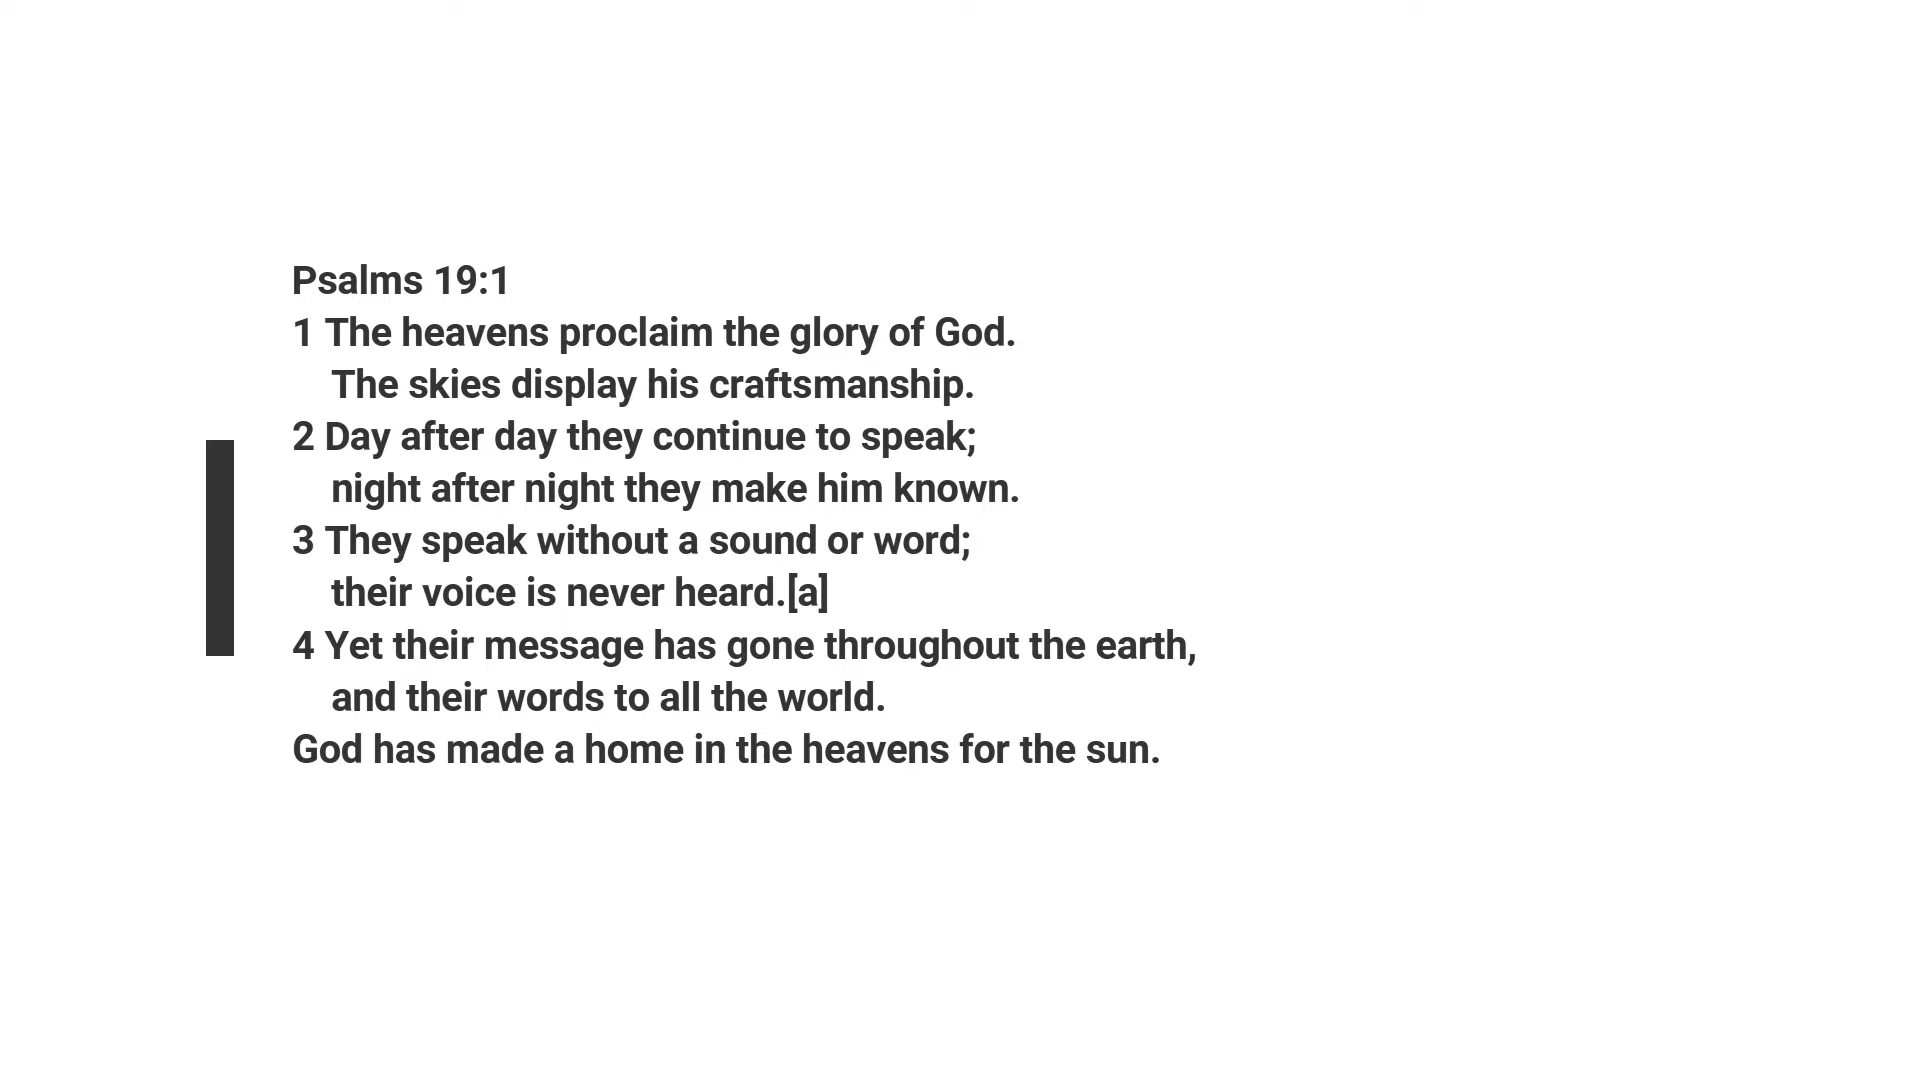 Psalms 19:1
1 The heavens proclaim the glory of God.
The skies display his craftsmanship.
2 Day after day they continue to speak;
night after night they make him known.
3 They speak without a sound or word;
their voice is never heard.[a]
4 Yet their message has gone throughout the earth,
and their words to all the world.
God has made a home in the heavens for the sun.